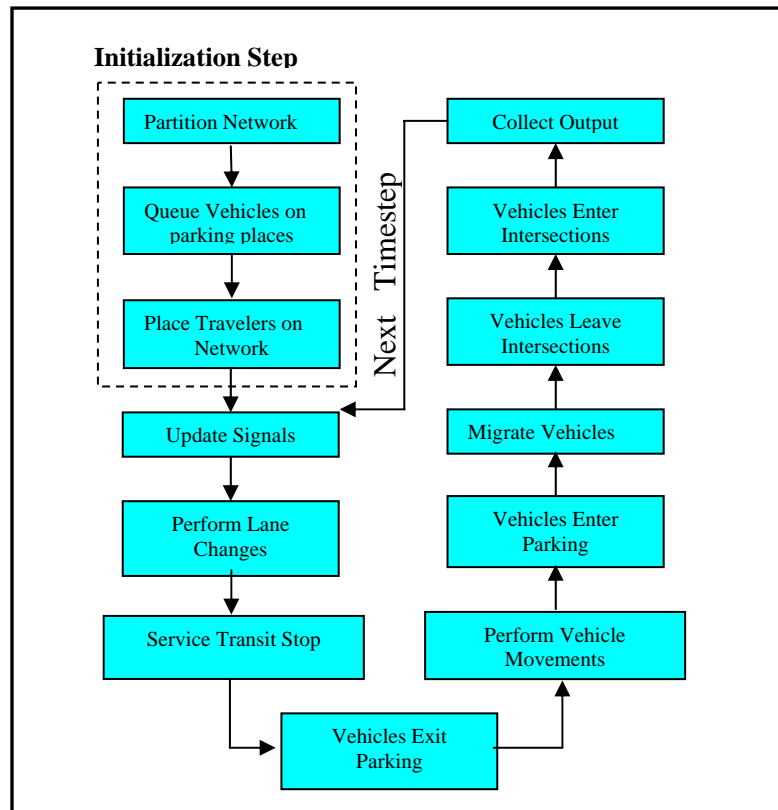 Initialization Step
Partition Network
Queue Vehicles on
parking places
Place Travelers on
Network
Update Signals
Perform Lane
Changes
Service Transit Stop
Vehicles Exit
Parking
Perform Vehicle
Movements
Vehicles Enter
Parking
Migrate Vehicles
Vehicles Leave
Intersections
Vehicles Enter
Intersections
Collect Output
Next Timestep